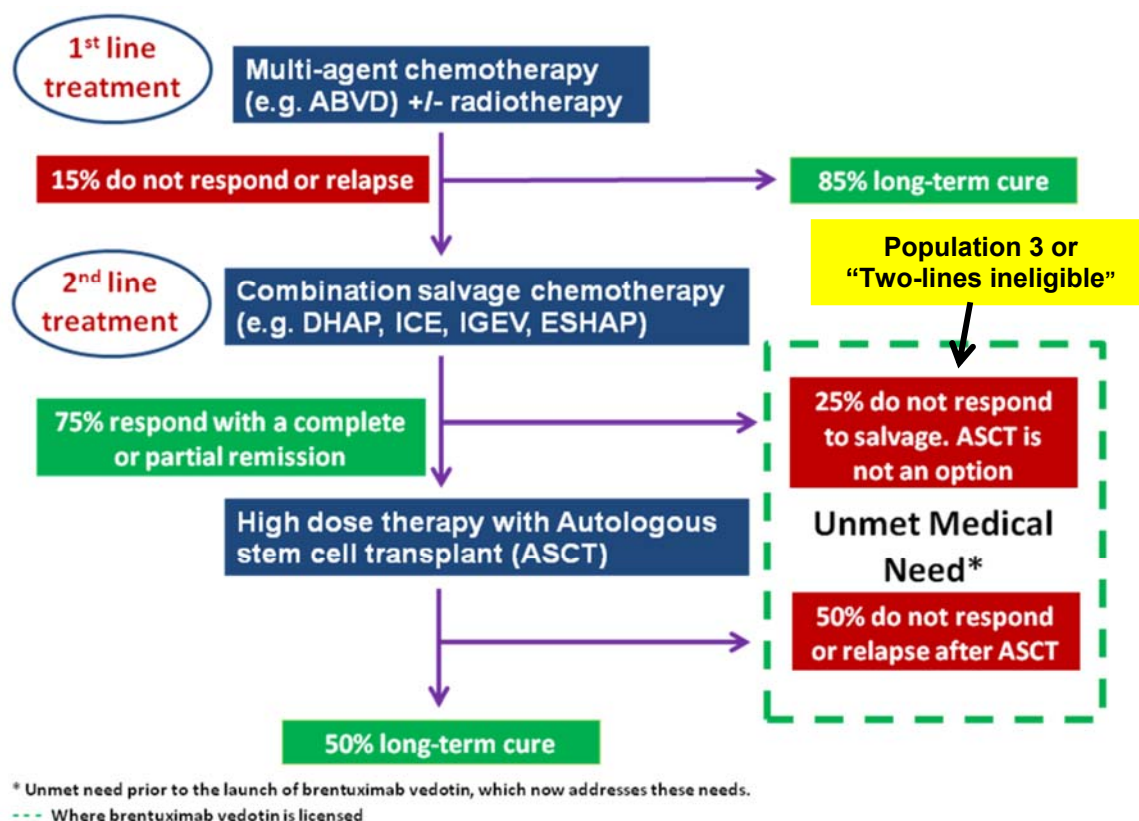 1st line
treatment
Multi-agent chemotherapy
(e.g. ABVD) +/- radiotherapy
15% do not respond or relapse
85% long-term cure
Population 3 or
“Two-lines ineligible”
2nd line
treatment
Combination salvage chemotherapy
(e.g. DHAP, ICE, IGEV, ESHAP)
75% respond with a complete
or partial remission
25% do not respond
to salvage. ASCT is
not an option
High dose therapy with Autologous
stem cell transplant (ASCT)
Unmet Medical
Need*
50% do not respond
or relapse after ASCT
50% long-term cure
* Unmet need prior to the launch of brentuximab vedotin, which now addresses these needs.
--- Where brentuximab vedotin is licensed